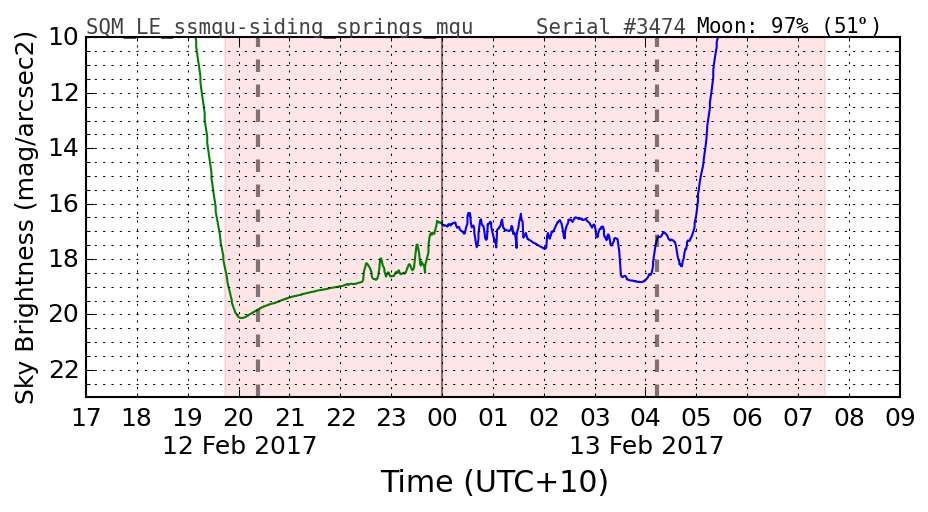 SQM_LE_ssmqu-siding_springs_mqu Serial #3474 Moon: 97% (51°)
Sky Brightness (mag/arcsec2)
10
12
14
16
18
20
22
17 18 19 20 21 22 23 00 01 02 03 04 05 06 07 08 09
12 Feb 2017 13 Feb 2017
Time (UTC+10)